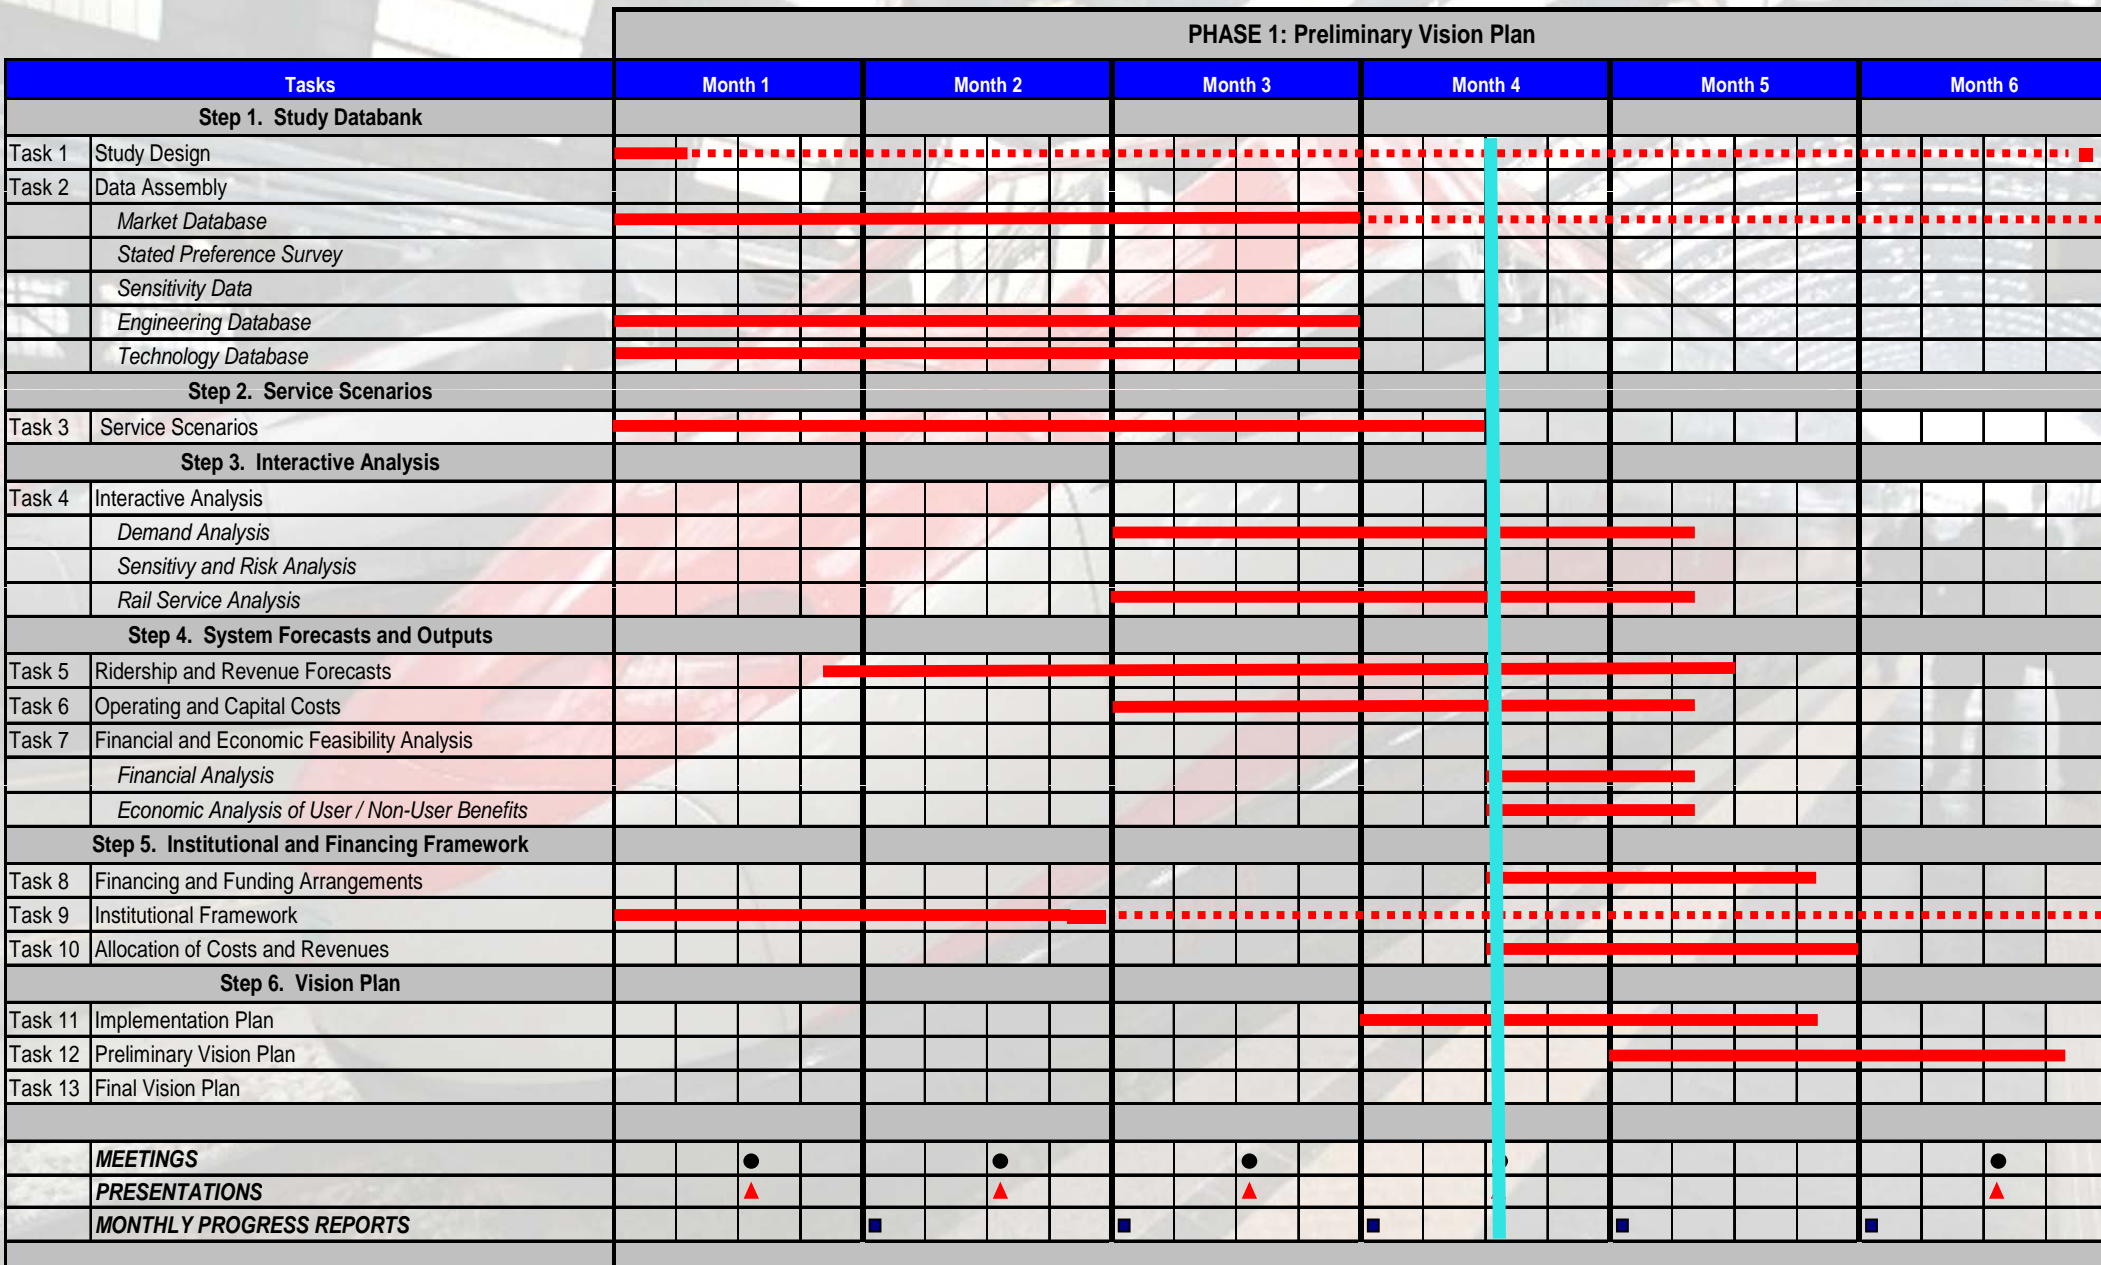 PHASE 1: Preliminary Vision Plan
Tasks Month 1 Month 2 Month 3 Month 4 Month 5 Month 6
Step 1. Study Databank
Task 1 Study Design
Task 2 Data Assembly
Market Database
Stated Preference Survey
Sensitivity Data
Engineering Database
Technology Database
Step 2. Service Scenarios
Task 3 Service Scenarios
Step 3. Interactive Analysis
Task 4 Interactive Analysis
Demand Analysis
Sensitivy and Risk Analysis
Rail Service Analysis
Step 4. System Forecasts and Outputs
Task 5 Ridership and Revenue Forecasts
Task 6 Operating and Capital Costs
Task 7 Financial and Economic Feasibility Analysis
Financial Analysis
Economic Analysis of User / Non-User Benefits
Step 5. Institutional and Financing Framework
Task 8 Financing and Funding Arrangements
Task 9 Institutional Framework
Task 10 Allocation of Costs and Revenues
Step 6. Vision Plan
Task 11 Implementation Plan
Task 12 Preliminary Vision Plan
Task 13 Final Vision Plan
MEETINGS
PRESENTATIONS
MONTHLY PROGRESS REPORTS